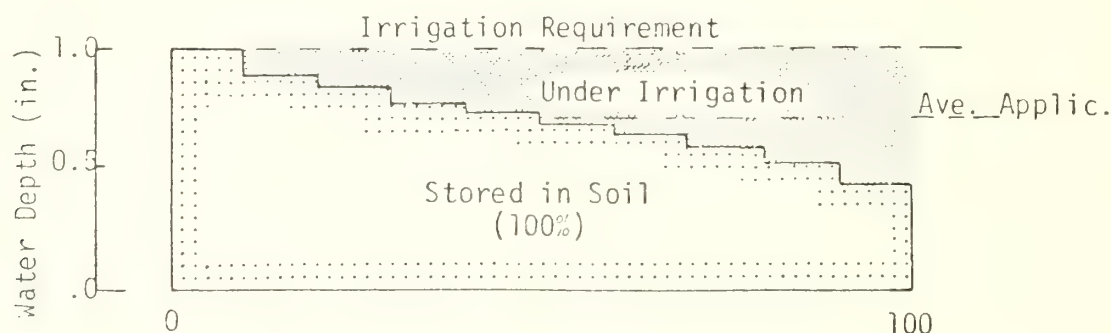 Irrigation Requirement
1.0
Under Irrigation
Ave. Applic.
Water Depth (in.)
0.5
Stored in Soil
(100%)
.0
0
100